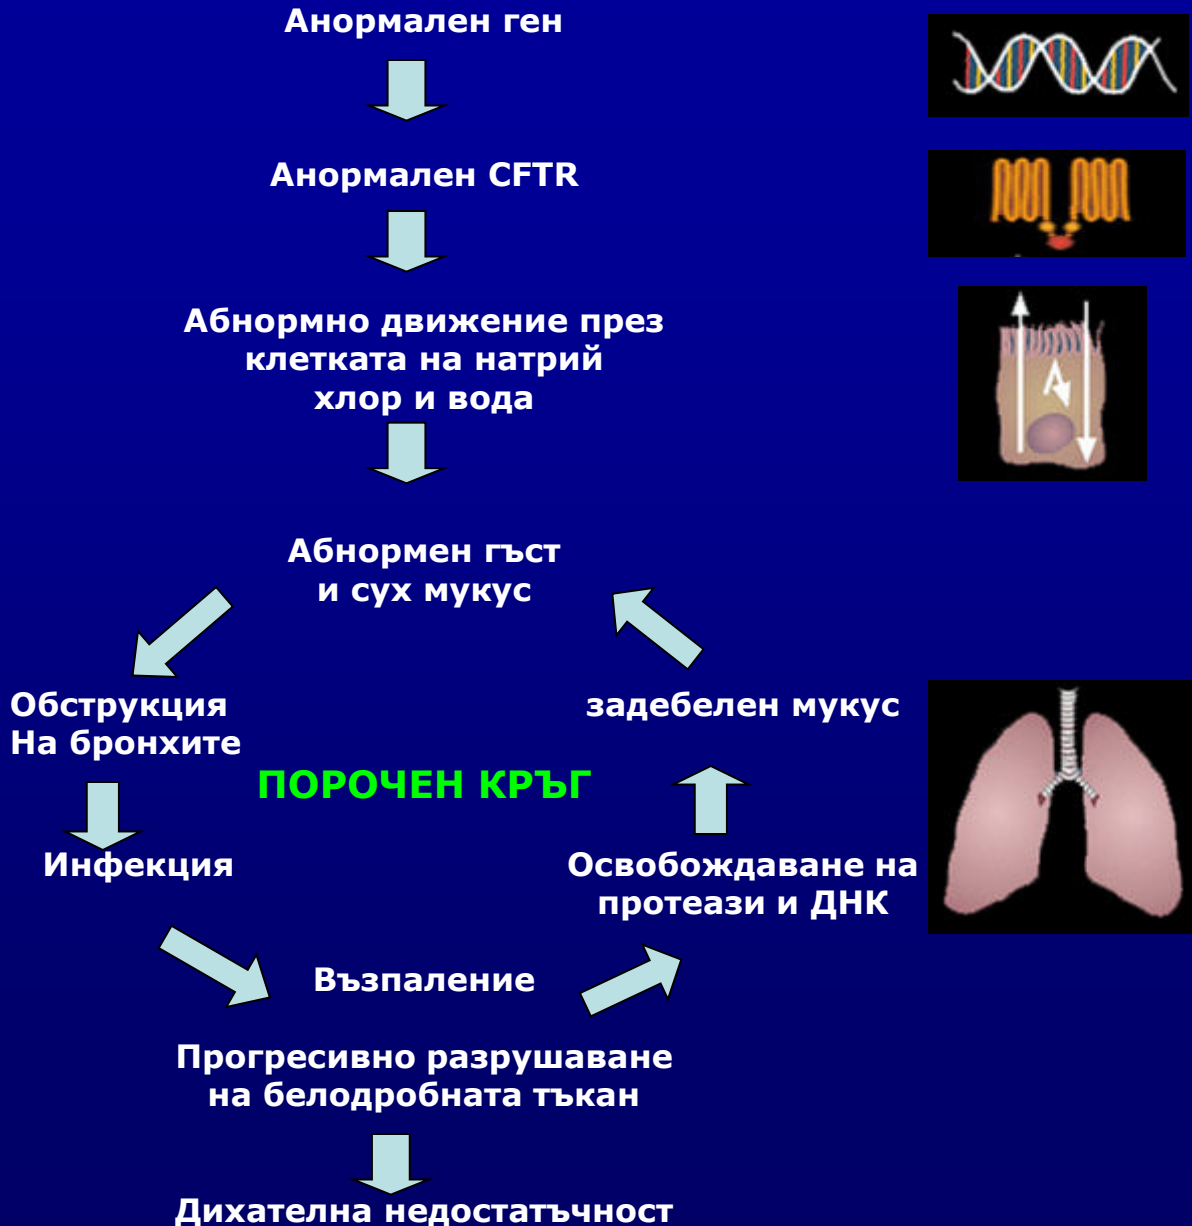 Анормален ген
Анормален CFTR
Абнормно движение през
клетката на натрий
хлор и вода
Абнормен гъст
и сух мукус
Обструкция
На бронхите
задебелен мукус
ПОРОЧЕН КРЪГ
Инфекция
Освобождаване на
протеази и ДНК
Възпаление
Прогресивно разрушаване
на белодробната тъкан
Дихателна недостатъчност